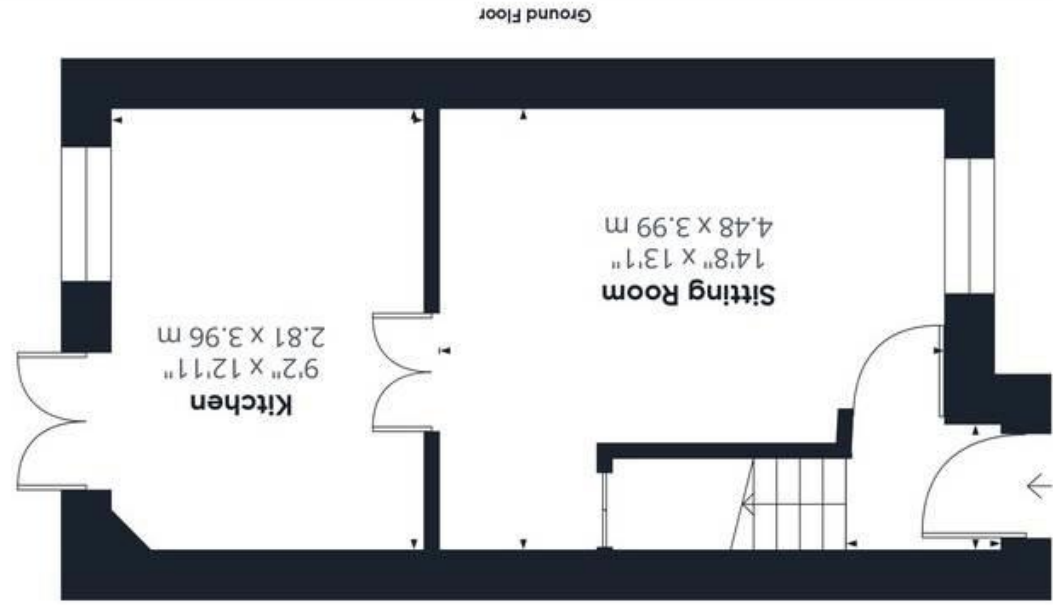 Ground Floor
Sitting Room
14'8" x 13'1"
4.48 x 3.99 m
Kitchen
9'2" x 12'11"
2.81 x 3.96 m